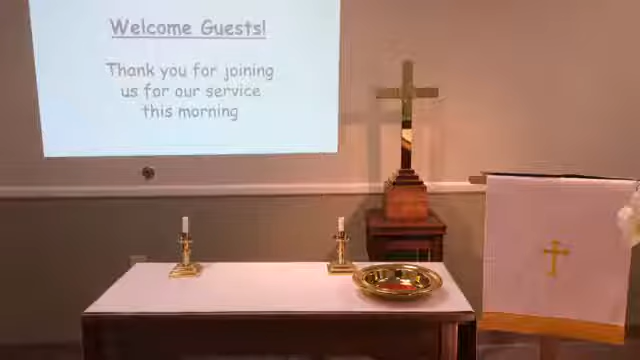 Welcome Guests!
Thank you for joining
us for our service
this morning